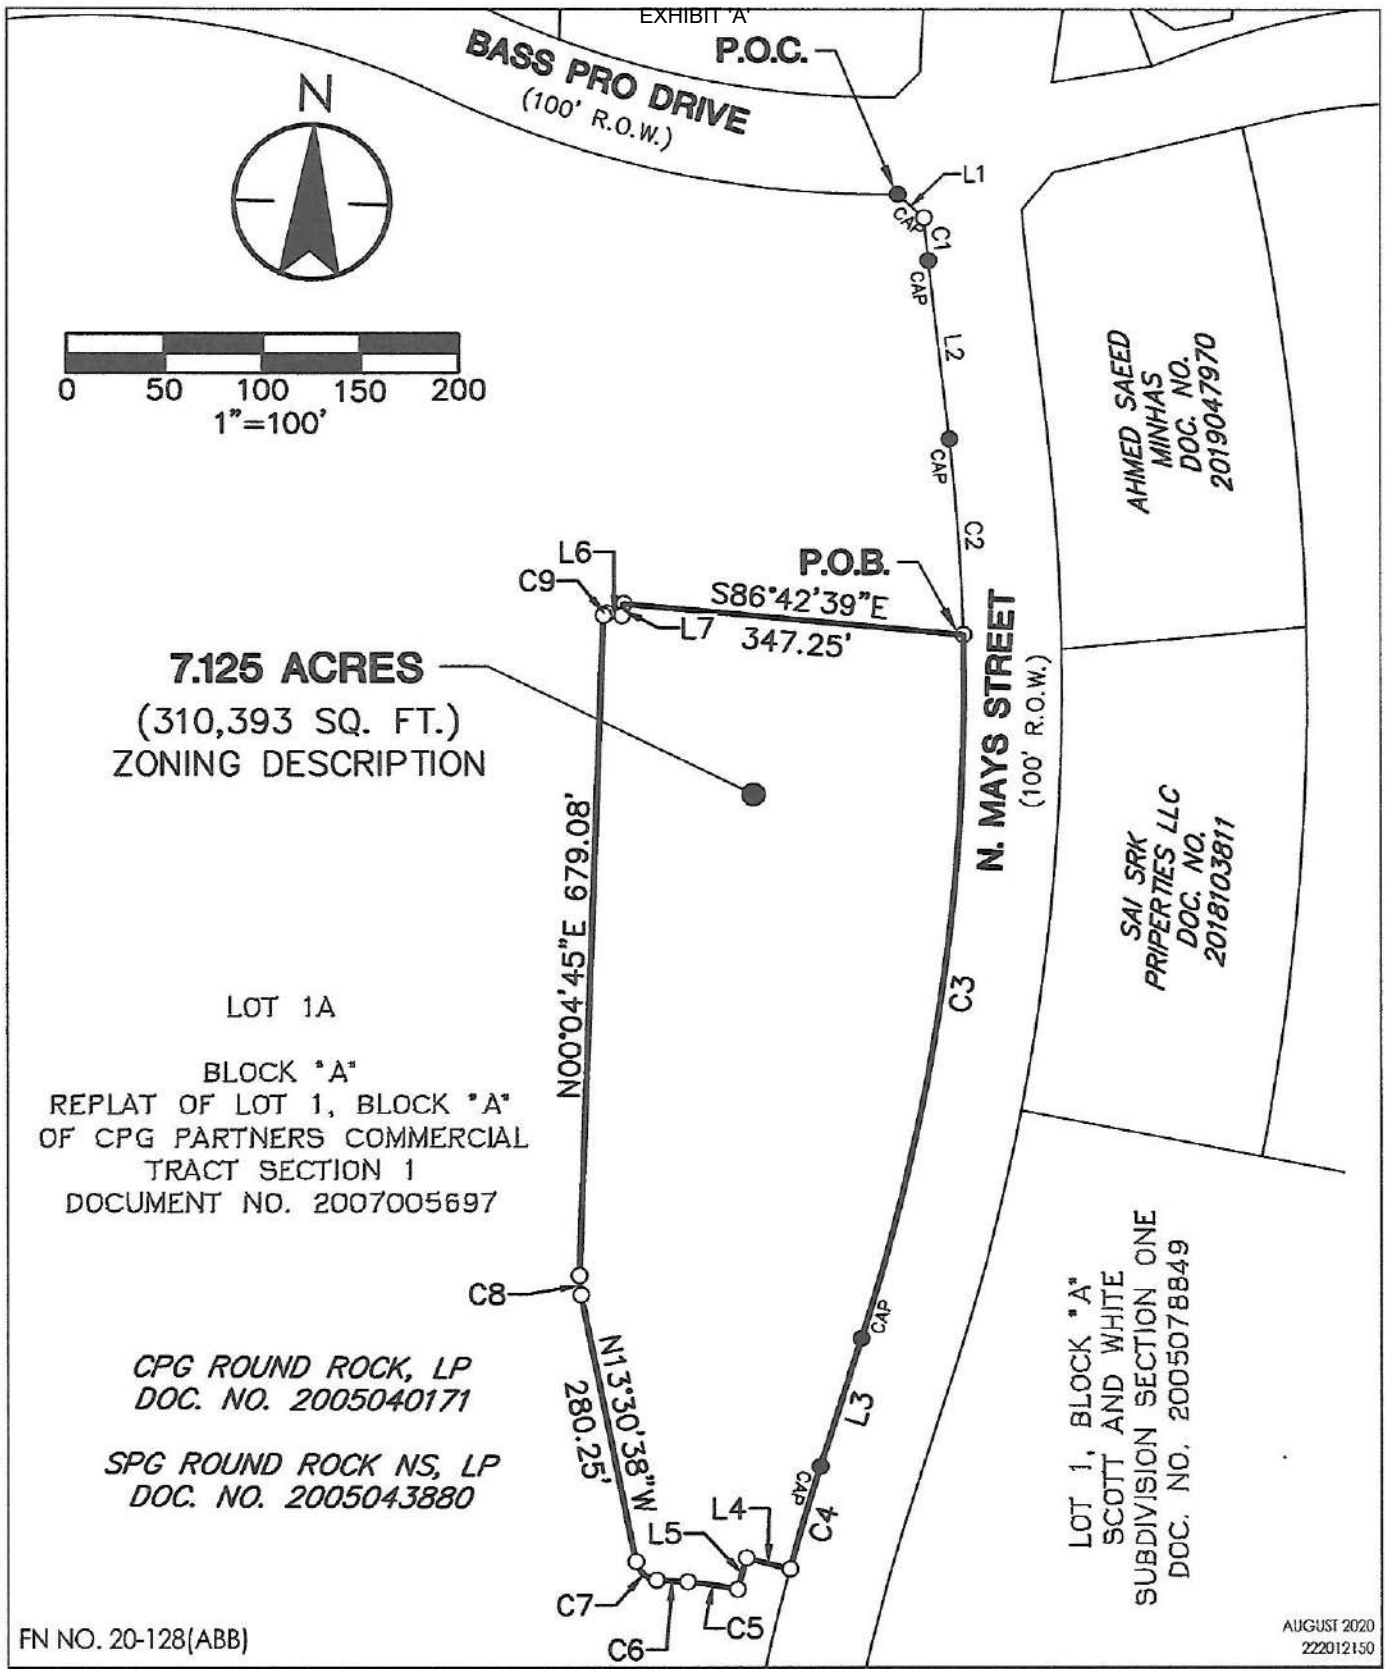 EXHIBIT 'A'
BASS PRO DRIVE
(100' R.O.W.)
P.O.C.
N
L1
CAP
C1
CAP
L2
0 50 100 150 200
1"=100'
CAP
C2
AHMED SAEED
MINHAS
DOC. NO.
2019047970
L6
C9
P.O.B.
S86°42'39"E
347.25'
L7
7.125 ACRES
(310,393 SQ. FT.)
ZONING DESCRIPTION
N. MAYS STREET
(100' R.O.W.)
SAI SRK
PRIPERTIES LLC
DOC. NO.
2018103811
N00°04'45"E 679.08'
C3
LOT 1A
BLOCK "A"
REPLAT OF LOT 1, BLOCK "A"
OF CPG PARTNERS COMMERCIAL
TRACT SECTION 1
DOCUMENT NO. 2007005697
C8
CAP
CPG ROUND ROCK, LP
DOC. NO. 2005040171
SPG ROUND ROCK NS, LP
DOC. NO. 2005043880
N13°30'38"W
280.25'
L3
CAP
C4
L4
L5
C7
C6
C5
LOT 1, BLOCK "A"
SCOTT AND WHITE
SUBDIVISION SECTION ONE
DOC. NO. 2005078849
FN NO. 20-128(ABB)
AUGUST 2020
222012150